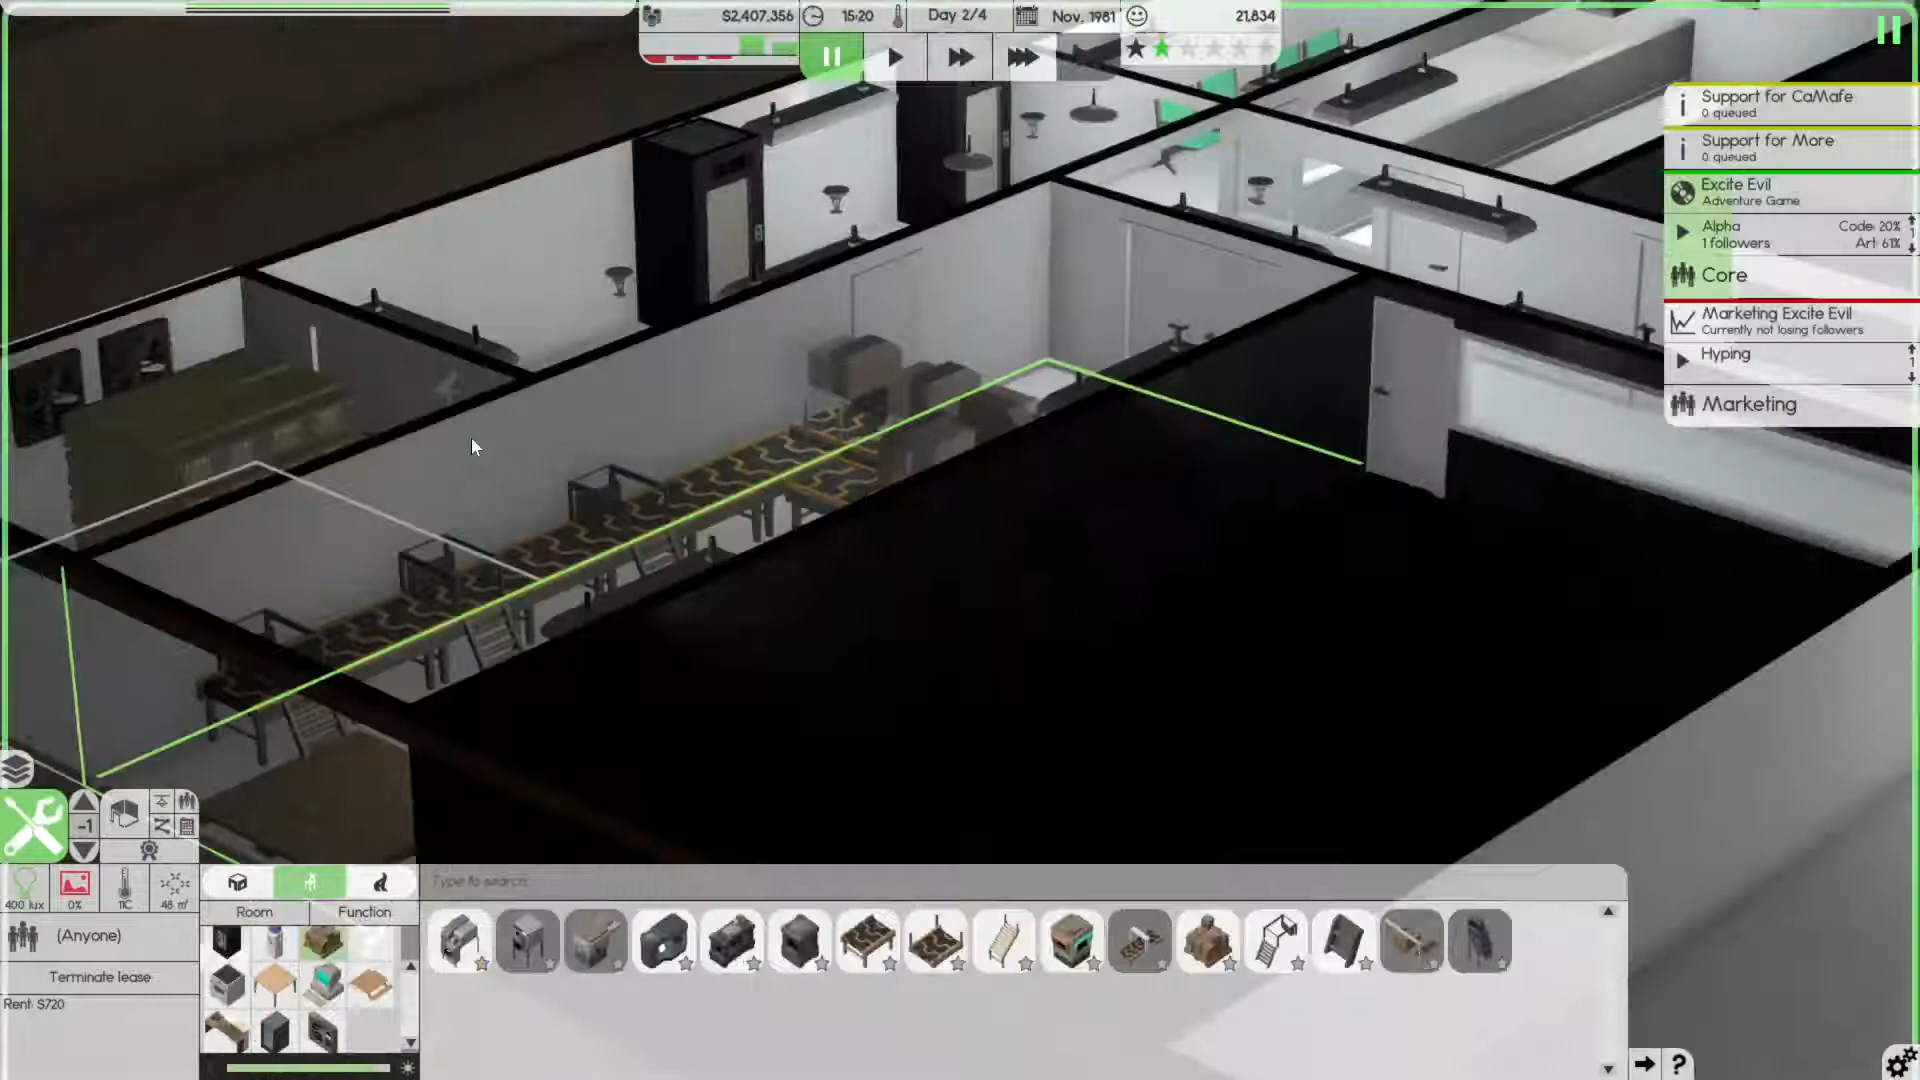 $2,407,356
15:20
Day 2/4
Nov. 1981
21,834
Support for CaMafe
0 queued
Support for More
0 queued
Excite Evil
Adventure Game
Alpha
Code: 20%
1 followers
Art: 61%
1
Core
Marketing Excite Evil
Currently not losing followers
Hyping
1
Marketing
-1
400 lux
0%
11C
48 m²
(Anyone)
Terminate lease
Rent: $720
Room
Function
Type to search
?